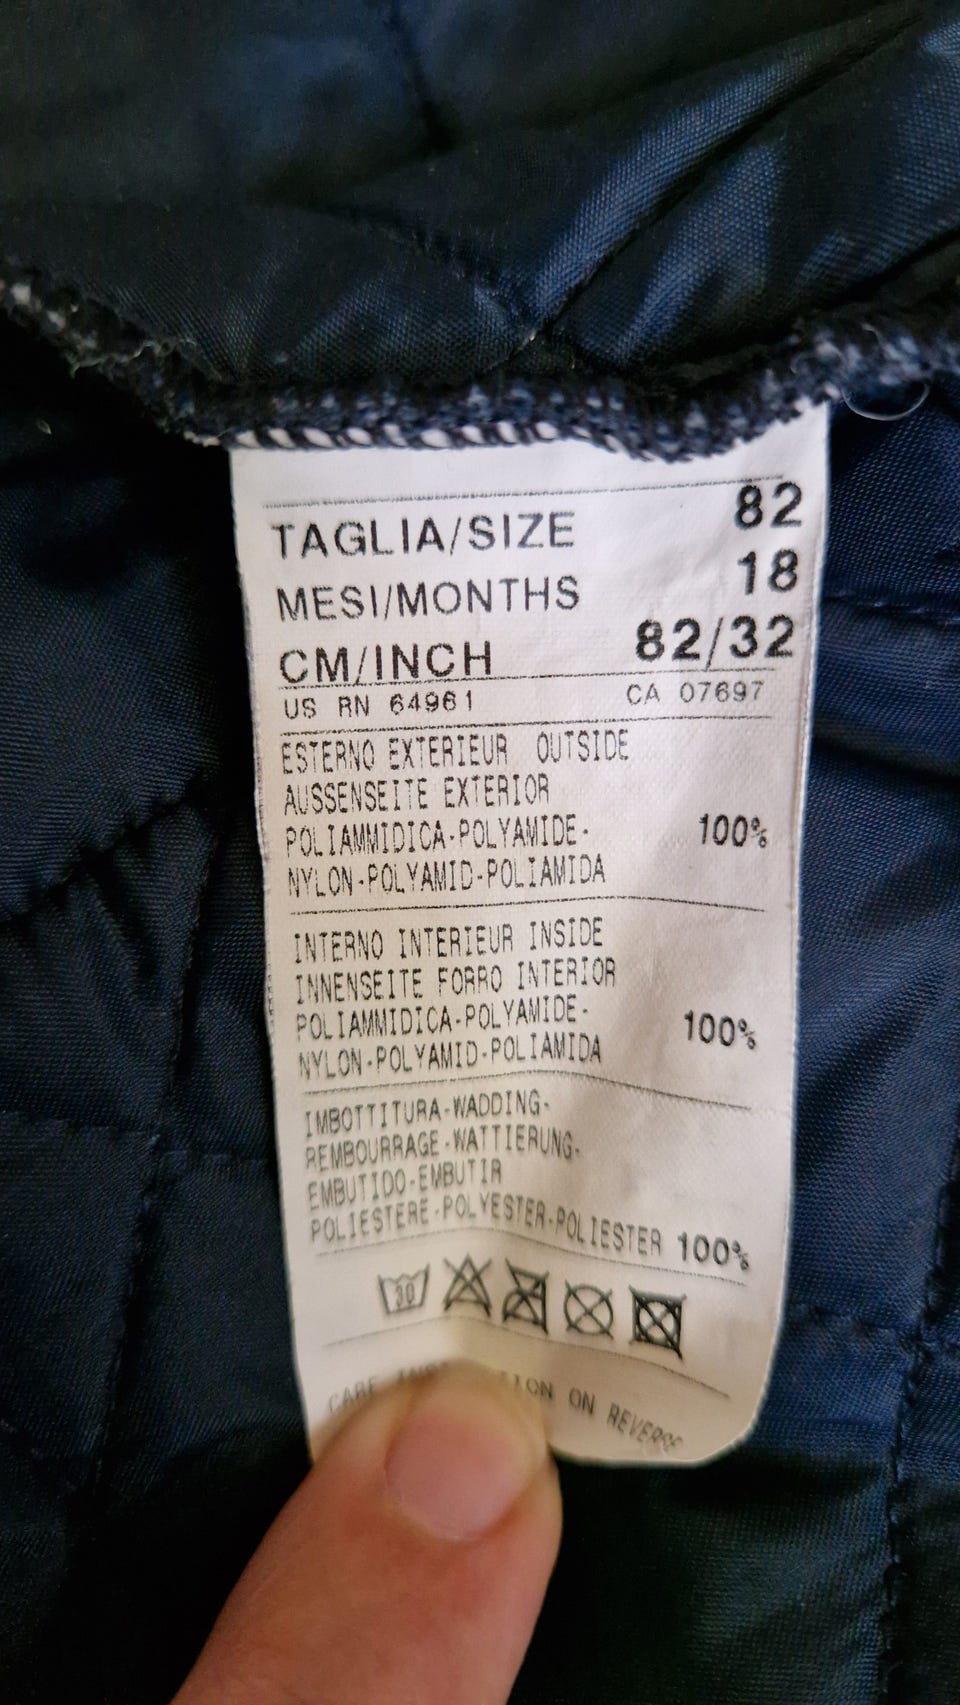 TAGLIA/SIZE 82
MESI/MONTHS 18
CM/INCH 82/32
US RN 64961 CA 07697
ESTERNO EXTERIEUR OUTSIDE
AUSSENSEITE EXTERIOR
POLIAMMIDICA-POLYAMIDE- 100%
NYLON-POLYAMID-POLIAMIDA
INTERNO INTERIEUR INSIDE
INNENSEITE FORRO INTERIOR
POLIAMMIDICA-POLYAMIDE- 100%
NYLON-POLYAMID-POLIAMIDA
IMBOTTITURA-WADDING-
REMBOURRAGE-WATTIERUNG-
EMBUTIDO-EMBUTIR
POLIESTERE-POLYESTER-POLIESTER 100%
30
CARE ON REVERSE